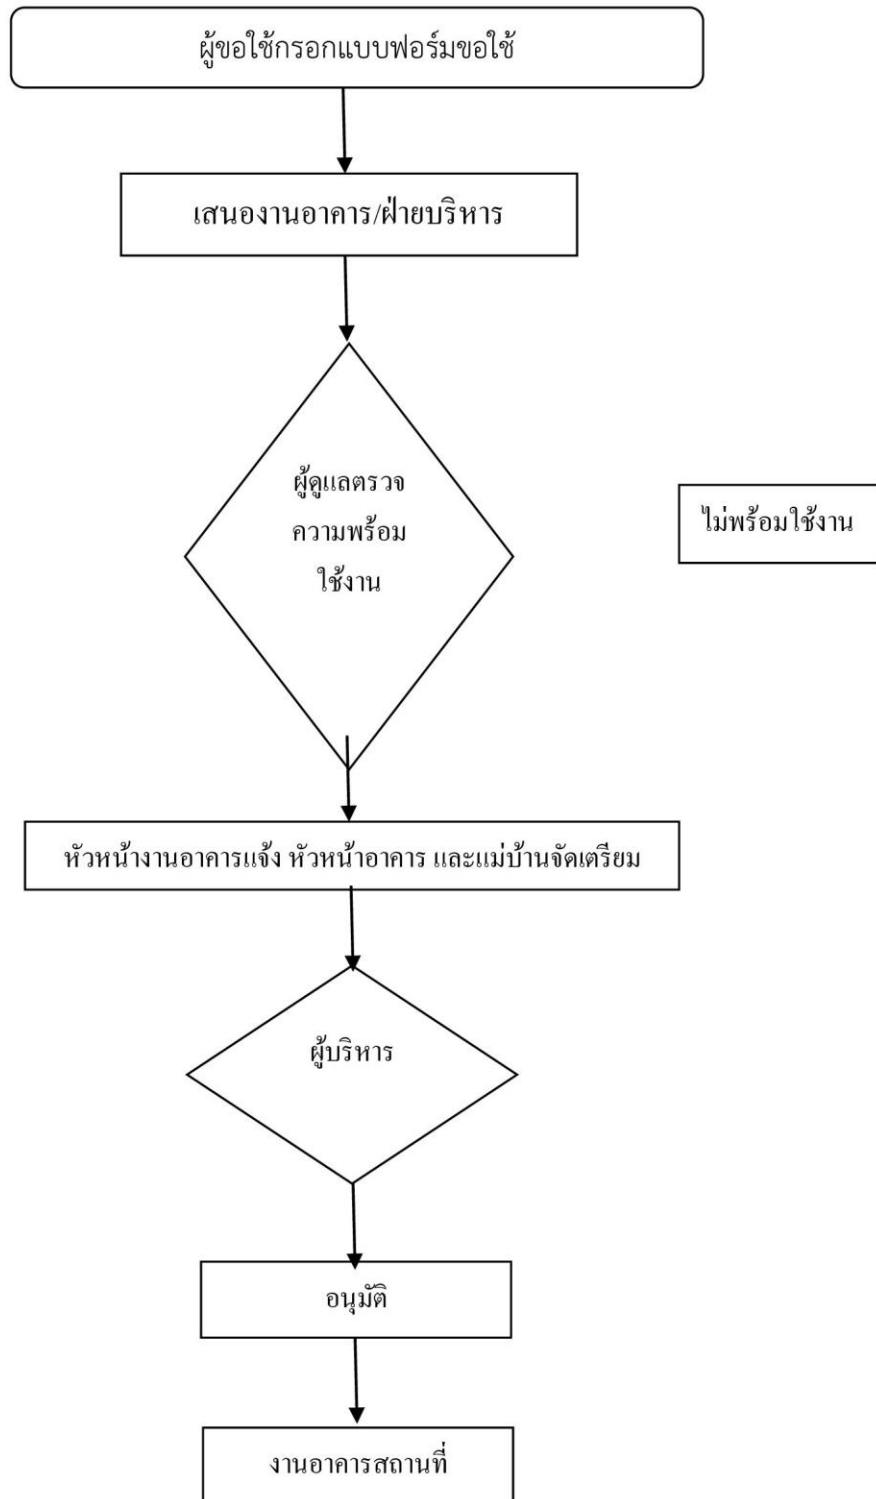 ผู้ขอใช้กรอกแบบฟอร์มขอใช้
เสนองานอาคาร/ฝ่ายบริหาร
ผู้ดูแลตรวจ
ความพร้อม
ใช้งาน
ไม่พร้อมใช้งาน
หัวหน้างานอาคารแจ้ง หัวหน้าอาคาร และแม่บ้านจัดเตรียม
ผู้บริหาร
อนุมัติ
งานอาคารสถานที่